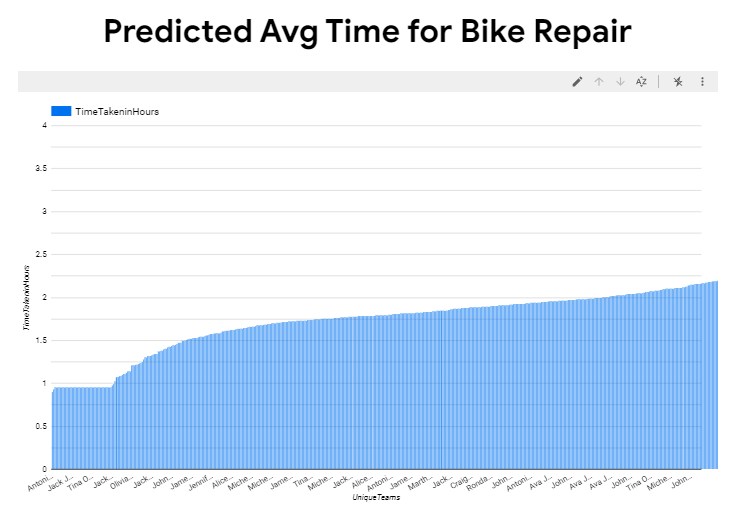 Predicted Avg Time for Bike Repair
TimeTakeninHours
4
3.5
3
2.5
2
1.5
1
0.5
0
TimeTakeninHours
Antoni... Jack J... Tina O... Jack... Olivia... Jack... John... Jame... Jennif... Alice... Miche... Miche... Tina... Miche... Jack... Alice... Antoni... Jame... Marth... Jack... Craig... Ronda... John... Antoni... Ava J... John... Ava J... Ava J... John... Tina O... Miche... John...
UniqueTeams